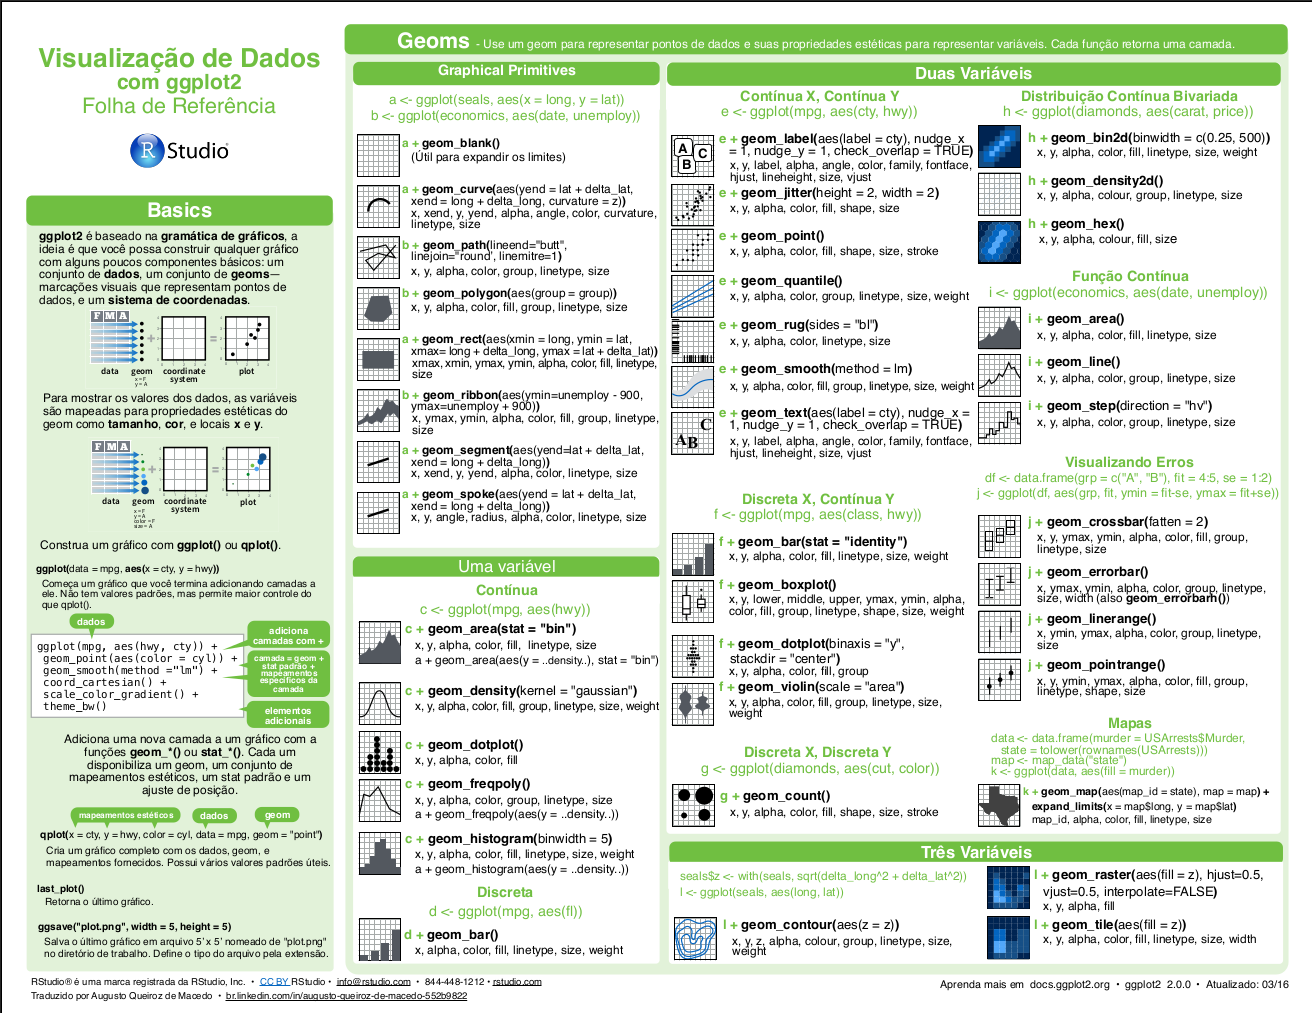 Visualização de Dados
com ggplot2
Folha de Referência
R Studio®
Basics
ggplot2 é baseado na gramática de gráficos, a
ideia é que você possa construir qualquer gráfico
com alguns poucos componentes básicos: um
conjunto de dados, um conjunto de geoms—
marcações visuais que representam pontos de
dados, e um sistema de coordenadas.
F M A
+ =
data geom coordinate plot
system
x = F
y = A
Para mostrar os valores dos dados, as variáveis
são mapeadas para propriedades estéticas do
geom como tamanho, cor, e locais x e y.
F M A
+ =
data geom coordinate plot
system
x = F
y = A
color = F
size = A
Construa um gráfico com ggplot() ou qplot().
ggplot(data = mpg, aes(x = cty, y = hwy))
Começa um gráfico que você termina adicionando camadas a
ele. Não tem valores padrões, mas permite maior controle do
que qplot().
dados
ggplot(mpg, aes(hwy, cty)) +
geom_point(aes(color = cyl)) +
geom_smooth(method ="lm") +
coord_cartesian() +
scale_color_gradient() +
theme_bw()
adiciona
camadas com +
camada = geom +
stat padrão +
mapeamentos
específicos da
camada
elementos
adicionais
Adiciona uma nova camada a um gráfico com a
funções geom_*() ou stat_*(). Cada um
disponibiliza um geom, um conjunto de
mapeamentos estéticos, um stat padrão e um
ajuste de posição.
mapeamentos estéticos dados geom
qplot(x = cty, y = hwy, color = cyl, data = mpg, geom = "point")
Cria um gráfico completo com os dados, geom, e
mapeamentos fornecidos. Possui vários valores padrões úteis.
last_plot()
Retorna o último gráfico.
ggsave("plot.png", width = 5, height = 5)
Salva o último gráfico em arquivo 5' x 5' nomeado de "plot.png"
no diretório de trabalho. Define o tipo do arquivo pela extensão.
Geoms - Use um geom para representar pontos de dados e suas propriedades estéticas para representar variáveis. Cada função retorna uma camada.
Graphical Primitives
a <- ggplot(seals, aes(x = long, y = lat))
b <- ggplot(economics, aes(date, unemploy))
a + geom_blank()
(Útil para expandir os limites)
a + geom_curve(aes(yend = lat + delta_lat,
xend = long + delta_long, curvature = z))
x, xend, y, yend, alpha, angle, color, curvature,
linetype, size
b + geom_path(lineend="butt",
linejoin="round', linemitre=1)
x, y, alpha, color, group, linetype, size
b + geom_polygon(aes(group = group))
x, y, alpha, color, fill, group, linetype, size
a + geom_rect(aes(xmin = long, ymin = lat,
xmax= long + delta_long, ymax = lat + delta_lat))
xmax, xmin, ymax, ymin, alpha, color, fill, linetype,
size
b + geom_ribbon(aes(ymin=unemploy - 900,
ymax=unemploy + 900))
x, ymax, ymin, alpha, color, fill, group, linetype,
size
a + geom_segment(aes(yend=lat + delta_lat,
xend = long + delta_long))
x, xend, y, yend, alpha, color, linetype, size
a + geom_spoke(aes(yend = lat + delta_lat,
xend = long + delta_long))
x, y, angle, radius, alpha, color, linetype, size
Uma variável
Contínua
c <- ggplot(mpg, aes(hwy))
c + geom_area(stat = "bin")
x, y, alpha, color, fill, linetype, size
a + geom_area(aes(y = ..density..), stat = "bin")
c + geom_density(kernel = "gaussian")
x, y, alpha, color, fill, group, linetype, size, weight
c + geom_dotplot()
x, y, alpha, color, fill
c + geom_freqpoly()
x, y, alpha, color, group, linetype, size
a + geom_freqpoly(aes(y = ..density..))
c + geom_histogram(binwidth = 5)
x, y, alpha, color, fill, linetype, size, weight
a + geom_histogram(aes(y = ..density..))
Discreta
d <- ggplot(mpg, aes(fl))
d + geom_bar()
x, alpha, color, fill, linetype, size, weight
Duas Variáveis
Contínua X, Contínua Y
e <- ggplot(mpg, aes(cty, hwy))
A C B
e + geom_label(aes(label = cty), nudge_x
= 1, nudge_y = 1, check_overlap = TRUE)
x, y, label, alpha, angle, color, family, fontface,
hjust, lineheight, size, vjust
e + geom_jitter(height = 2, width = 2)
x, y, alpha, color, fill, shape, size
e + geom_point()
x, y, alpha, color, fill, shape, size, stroke
e + geom_quantile()
x, y, alpha, color, group, linetype, size, weight
e + geom_rug(sides = "bl")
x, y, alpha, color, linetype, size
e + geom_smooth(method = lm)
x, y, alpha, color, fill, group, linetype, size, weight
C
AB
e + geom_text(aes(label = cty), nudge_x =
1, nudge_y = 1, check_overlap = TRUE)
x, y, label, alpha, angle, color, family, fontface,
hjust, lineheight, size, vjust
Discreta X, Contínua Y
f <- ggplot(mpg, aes(class, hwy))
f + geom_bar(stat = "identity")
x, y, alpha, color, fill, linetype, size, weight
f + geom_boxplot()
x, y, lower, middle, upper, ymax, ymin, alpha,
color, fill, group, linetype, shape, size, weight
f + geom_dotplot(binaxis = "y",
stackdir = "center")
x, y, alpha, color, fill, group
f + geom_violin(scale = "area")
x, y, alpha, color, fill, group, linetype, size,
weight
Discreta X, Discreta Y
g <- ggplot(diamonds, aes(cut, color))
g + geom_count()
x, y, alpha, color, fill, shape, size, stroke
Distribuição Contínua Bivariada
h <- ggplot(diamonds, aes(carat, price))
h + geom_bin2d(binwidth = c(0.25, 500))
x, y, alpha, color, fill, linetype, size, weight
h + geom_density2d()
x, y, alpha, colour, group, linetype, size
h + geom_hex()
x, y, alpha, colour, fill, size
Função Contínua
i <- ggplot(economics, aes(date, unemploy))
i + geom_area()
x, y, alpha, color, fill, linetype, size
i + geom_line()
x, y, alpha, color, group, linetype, size
i + geom_step(direction = "hv")
x, y, alpha, color, group, linetype, size
Visualizando Erros
df <- data.frame(grp = c("A", "B"), fit = 4:5, se = 1:2)
j <- ggplot(df, aes(grp, fit, ymin = fit-se, ymax = fit+se))
j + geom_crossbar(fatten = 2)
x, y, ymax, ymin, alpha, color, fill, group,
linetype, size
j + geom_errorbar()
x, ymax, ymin, alpha, color, group, linetype,
size, width (also geom_errorbarh())
j + geom_linerange()
x, ymin, ymax, alpha, color, group, linetype,
size
j + geom_pointrange()
x, y, ymin, ymax, alpha, color, fill, group,
linetype, shape, size
Mapas
data <- data.frame(murder = USArrests$Murder,
state = tolower(rownames(USArrests)))
map <- map_data("state")
k <- ggplot(data, aes(fill = murder))
k + geom_map(aes(map_id = state), map = map) +
expand_limits(x = map$long, y = map$lat)
map_id, alpha, color, fill, linetype, size
Três Variáveis
seals$z <- with(seals, sqrt(delta_long^2 + delta_lat^2))
l <- ggplot(seals, aes(long, lat))
l + geom_contour(aes(z = z))
x, y, z, alpha, colour, group, linetype, size,
weight
l + geom_raster(aes(fill = z), hjust=0.5,
vjust=0.5, interpolate=FALSE)
x, y, alpha, fill
l + geom_tile(aes(fill = z))
x, y, alpha, color, fill, linetype, size, width
RStudio® é uma marca registrada da RStudio, Inc. • CC BY RStudio • info@rstudio.com • 844-448-1212 • rstudio.com
Traduzido por Augusto Queiroz de Macedo • br.linkedin.com/in/augusto-queiroz-de-macedo-552b9822
Aprenda mais em docs.ggplot2.org • ggplot2 2.0.0 • Atualizado: 03/16